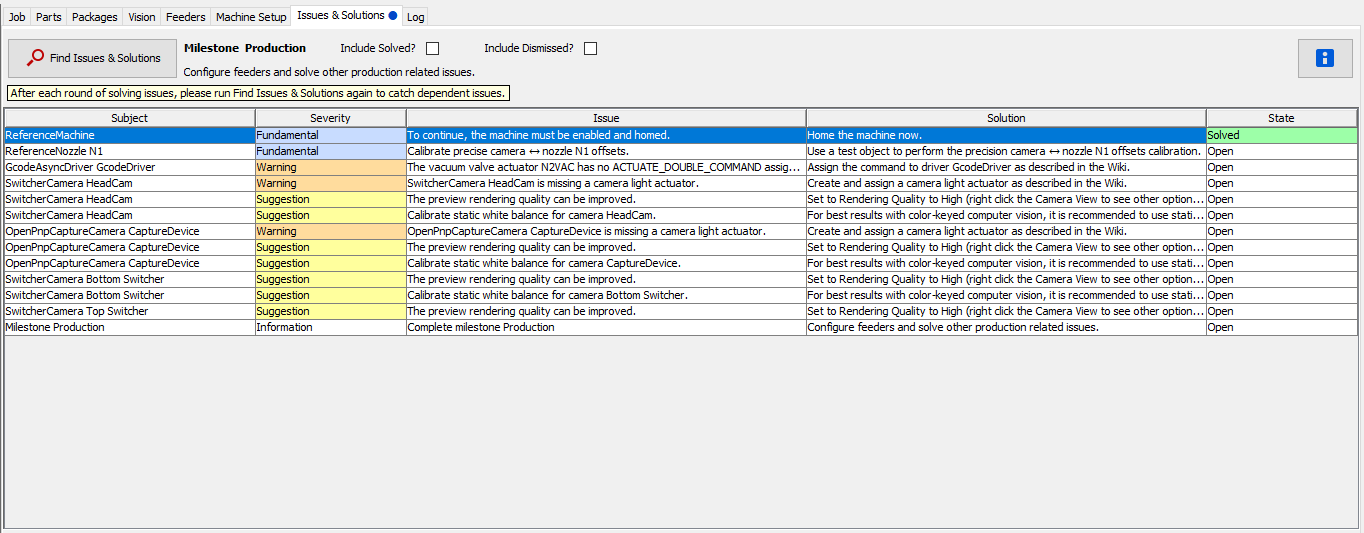 Job Parts Packages Vision Feeders Machine Setup Issues & Solutions Log
Find Issues & Solutions Milestone Production Include Solved? Include Dismissed?
Configure feeders and solve other production related issues.
After each round of solving issues, please run Find Issues & Solutions again to catch dependent issues.
Subject Severity Issue Solution State
ReferenceMachine Fundamental To continue, the machine must be enabled and homed. Home the machine now. Solved
ReferenceNozzle N1 Fundamental Calibrate precise camera ↔ nozzle N1 offsets. Use a test object to perform the precision camera ↔ nozzle N1 offsets calibration. Open
GcodeAsyncDriver GcodeDriver Warning The vacuum valve actuator N2VAC has no ACTUATE_DOUBLE_COMMAND assig... Assign the command to driver GcodeDriver as described in the Wiki. Open
SwitcherCamera HeadCam Warning SwitcherCamera HeadCam is missing a camera light actuator. Create and assign a camera light actuator as described in the Wiki. Open
SwitcherCamera HeadCam Suggestion The preview rendering quality can be improved. Set to Rendering Quality to High (right click the Camera View to see other option... Open
SwitcherCamera HeadCam Suggestion Calibrate static white balance for camera HeadCam. For best results with color-keyed computer vision, it is recommended to use stati... Open
OpenPnpCaptureCamera CaptureDevice Warning OpenPnpCaptureCamera CaptureDevice is missing a camera light actuator. Create and assign a camera light actuator as described in the Wiki. Open
OpenPnpCaptureCamera CaptureDevice Suggestion The preview rendering quality can be improved. Set to Rendering Quality to High (right click the Camera View to see other option... Open
OpenPnpCaptureCamera CaptureDevice Suggestion Calibrate static white balance for camera CaptureDevice. For best results with color-keyed computer vision, it is recommended to use stati... Open
SwitcherCamera Bottom Switcher Suggestion The preview rendering quality can be improved. Set to Rendering Quality to High (right click the Camera View to see other option... Open
SwitcherCamera Bottom Switcher Suggestion Calibrate static white balance for camera Bottom Switcher. For best results with color-keyed computer vision, it is recommended to use stati... Open
SwitcherCamera Top Switcher Suggestion The preview rendering quality can be improved. Set to Rendering Quality to High (right click the Camera View to see other option... Open
Milestone Production Information Complete milestone Production Configure feeders and solve other production related issues. Open